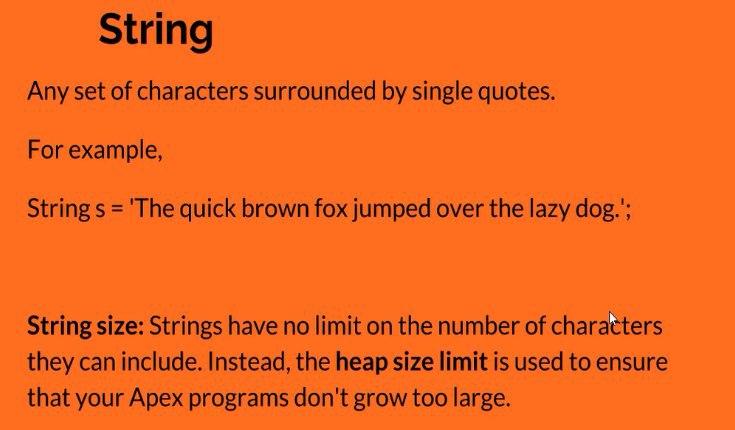 String
Any set of characters surrounded by single quotes.
For example,
String s = 'The quick brown fox jumped over the lazy dog.';
String size: Strings have no limit on the number of characters
they can include. Instead, the heap size limit is used to ensure
that your Apex programs don't grow too large.